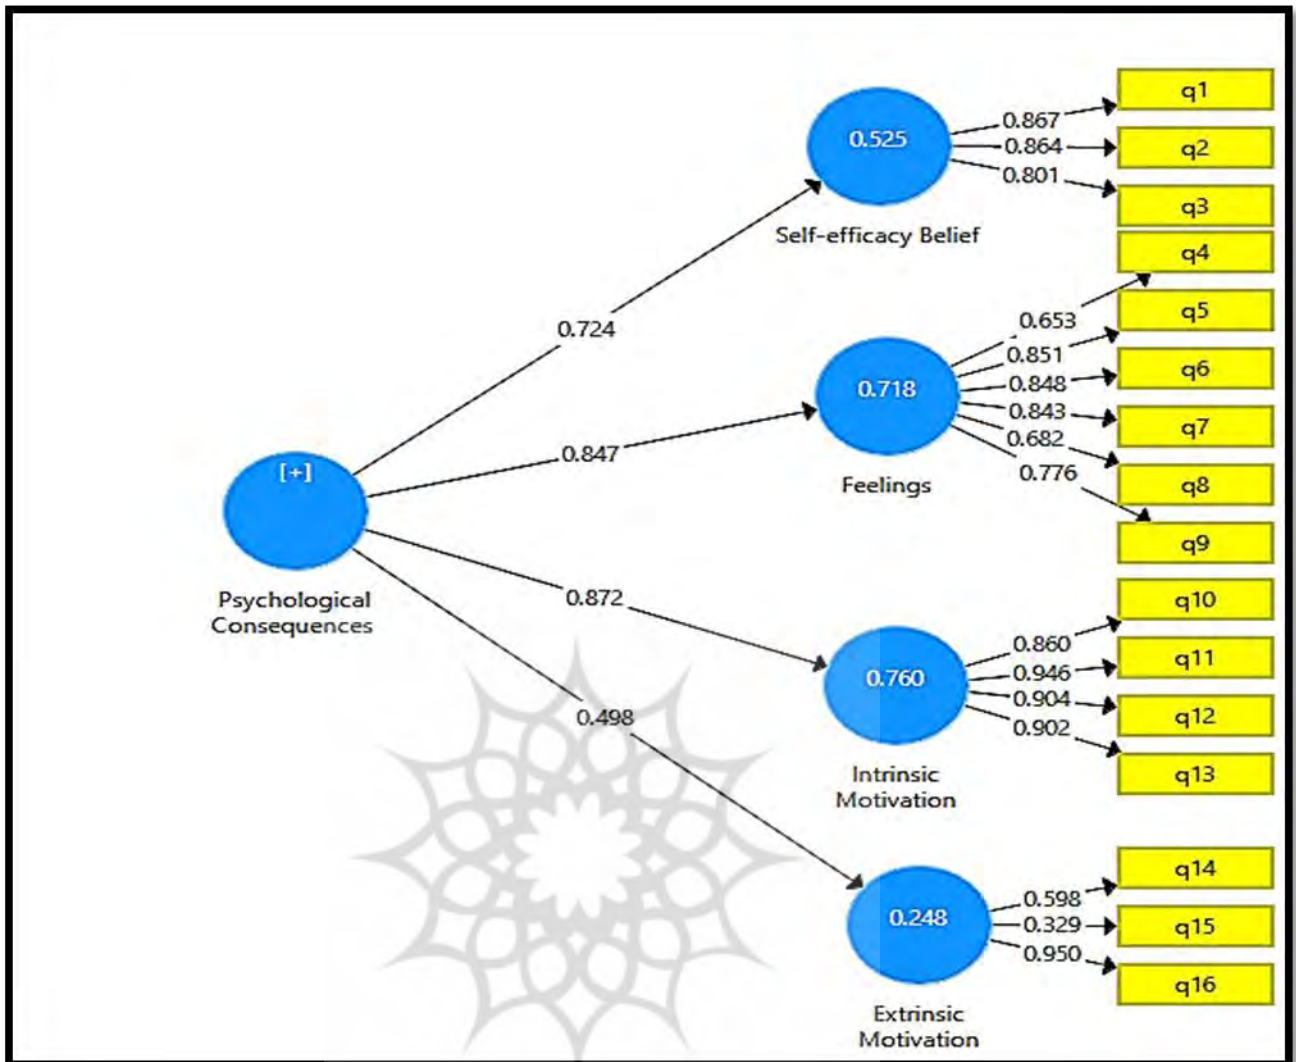 q1
0.867
0.525
0.864
q2
0.801
q3
Self-efficacy Belief
q4
0.653
q5
0.724
0.851
0.848
q6
0.718
0.843
q7
0.682
0.847
0.776
q8
Feelings
[+]
q9
0.872
q10
Psychological
Consequences
0.860
q11
0.946
0.760
0.904
q12
0.902
0.498
Intrinsic
Motivation
q13
q14
0.598
0.248
0.329
q15
0.950
q16
Extrinsic
Motivation